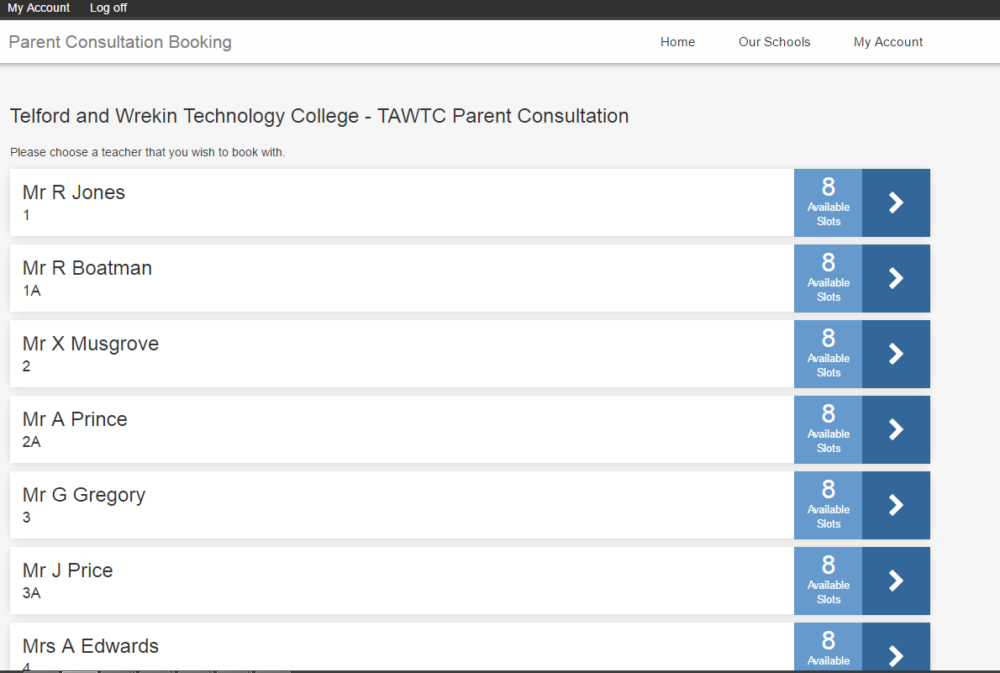 My Account Log off
Parent Consultation Booking Home Our Schools My Account
Telford and Wrekin Technology College - TAWTC Parent Consultation
Please choose a teacher that you wish to book with.
Mr R Jones
1
8
Available
Slots
Mr R Boatman
1A
8
Available
Slots
Mr X Musgrove
2
8
Available
Slots
Mr A Prince
2A
8
Available
Slots
Mr G Gregory
3
8
Available
Slots
Mr J Price
3A
8
Available
Slots
Mrs A Edwards
4
8
Available